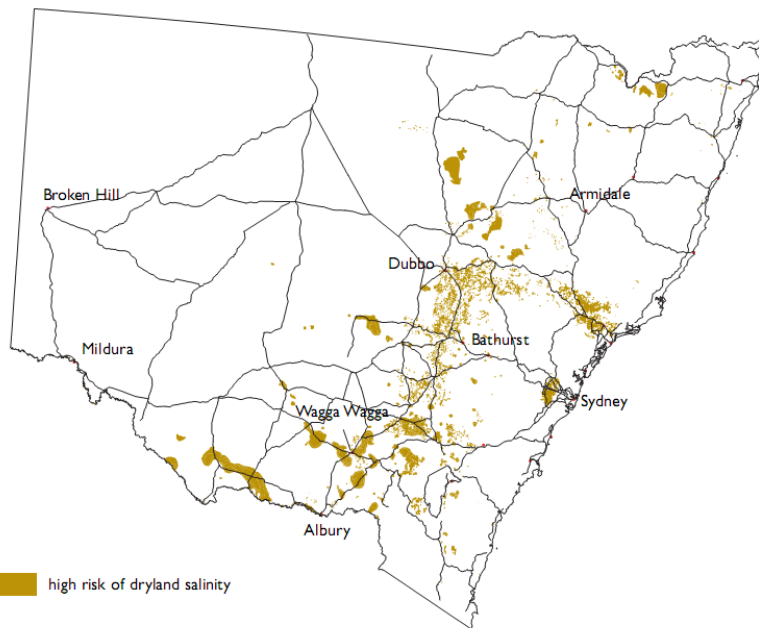 Broken Hill
Armidale
Dubbo
Bathurst
Mildura
Sydney
Wagga Wagga
Albury
high risk of dryland salinity